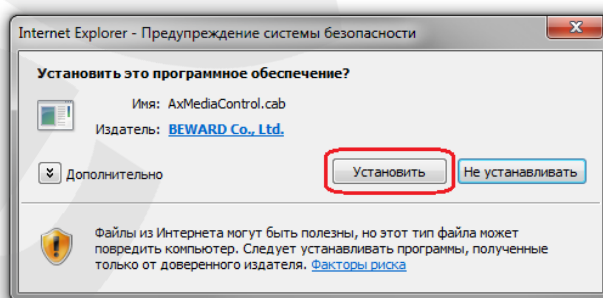 Internet Explorer - Предупреждение системы безопасности
Установить это программное обеспечение?
Имя: AxMediaControl.cab
Издатель: BEWARD Co., Ltd.
Дополнительно
Установить
Не устанавливать
Файлы из Интернета могут быть полезны, но этот тип файла может
повредить компьютер. Следует устанавливать программы, полученные
только от доверенного издателя. Факторы риска